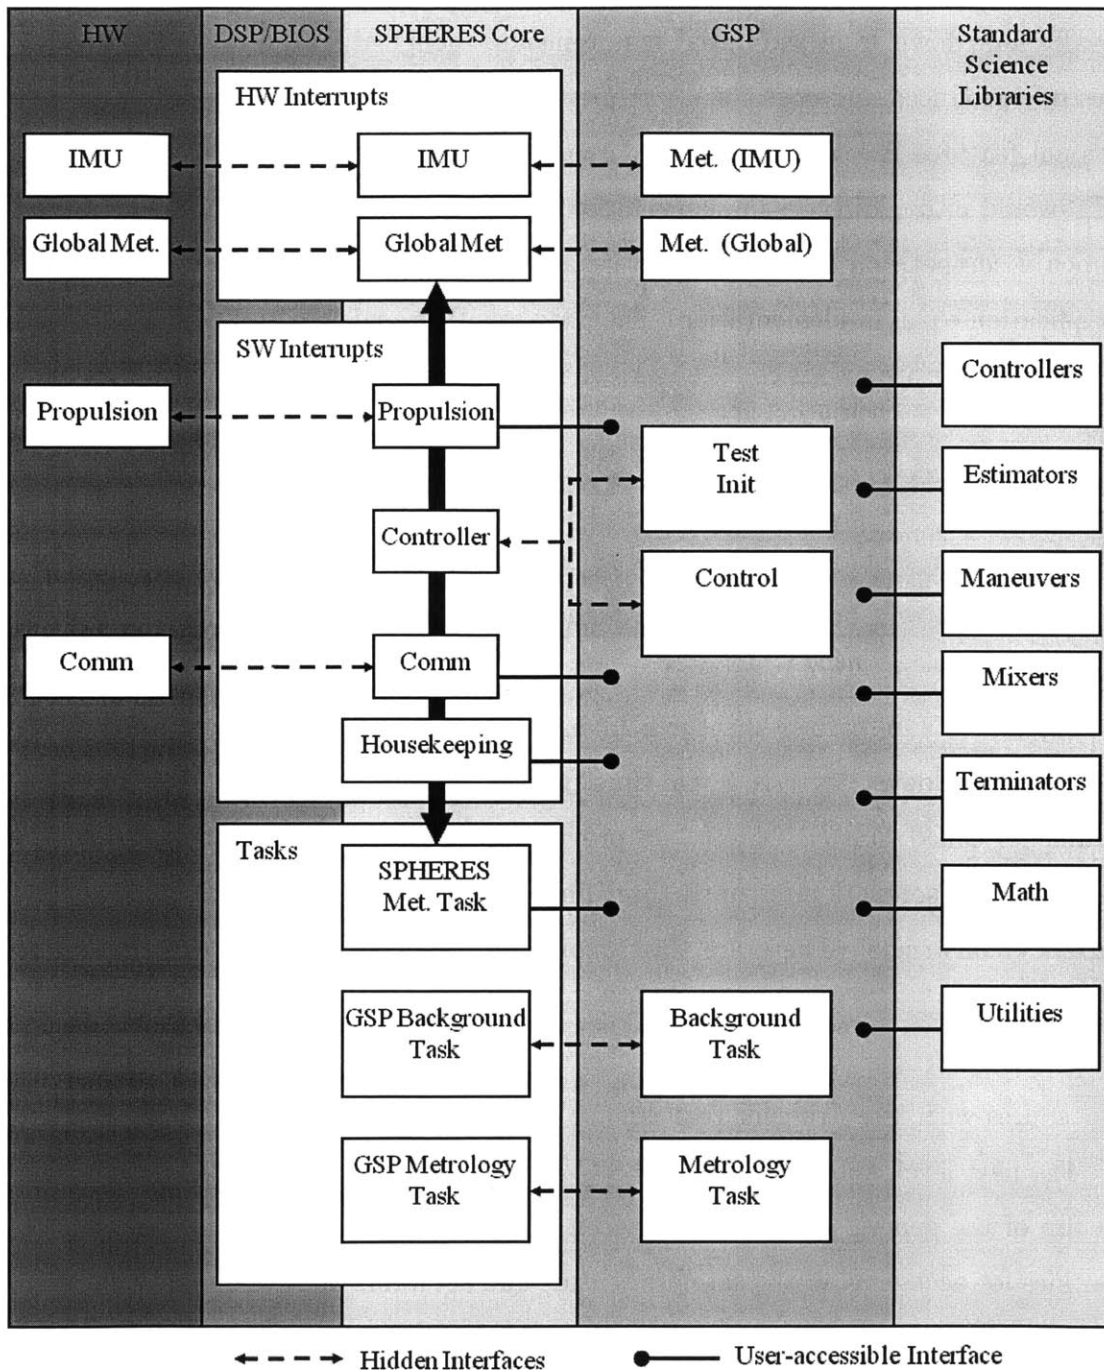 HW
DSP/BIOS
SPHERES Core
GSP
Standard
Science
Libraries
HW Interrupts
IMU
IMU
Met. (IMU)
Global Met.
Global Met
Met. (Global)
SW Interrupts
Controllers
Propulsion
Propulsion
Test
Init
Estimators
Controller
Control
Maneuvers
Comm
Comm
Mixers
Housekeeping
Terminators
Tasks
SPHERES
Met. Task
Math
GSP Background
Task
Background
Task
Utilities
GSP Metrology
Task
Metrology
Task
Hidden Interfaces
User-accessible Interface